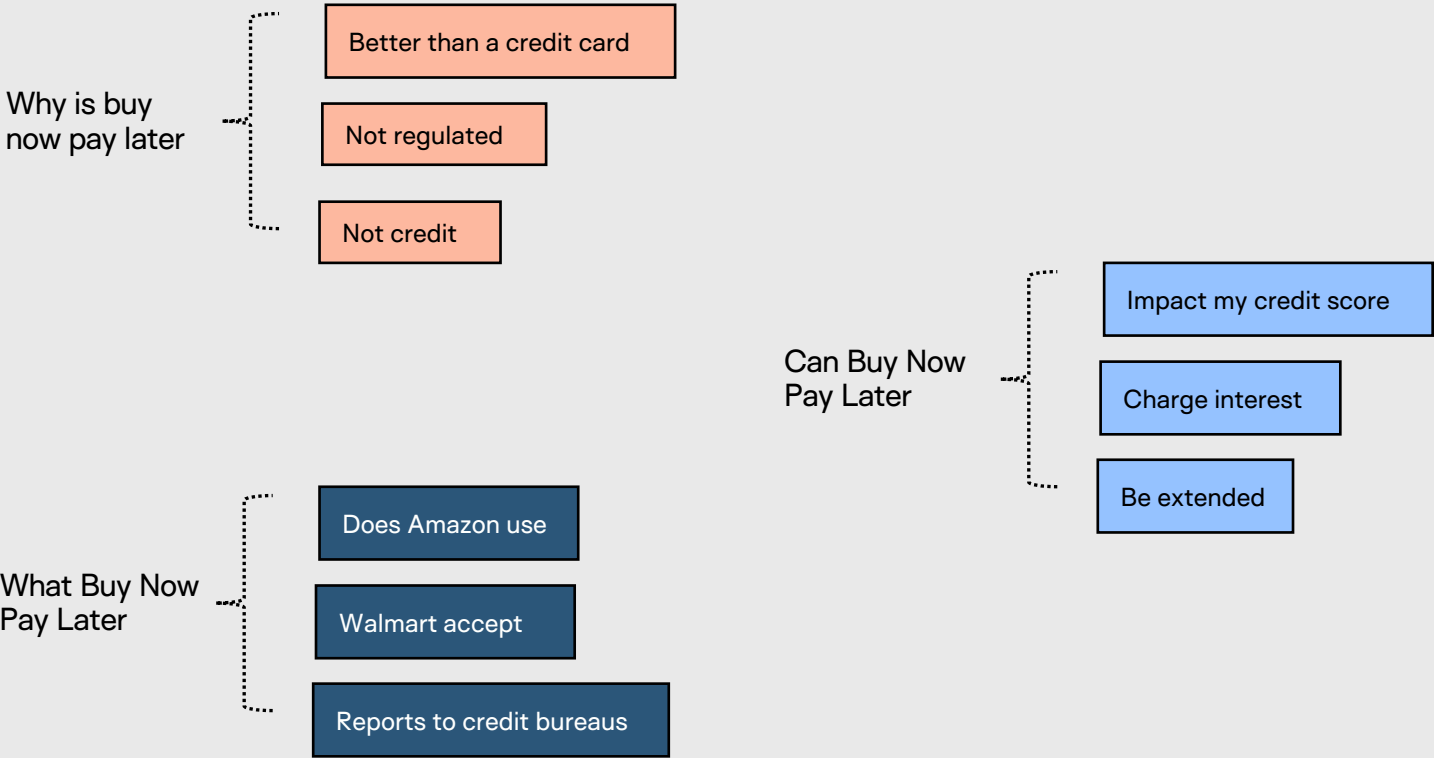 Why is buy
now pay later
Better than a credit card
Not regulated
Not credit
Can Buy Now
Pay Later
Impact my credit score
Charge interest
Be extended
What Buy Now
Pay Later
Does Amazon use
Walmart accept
Reports to credit bureaus